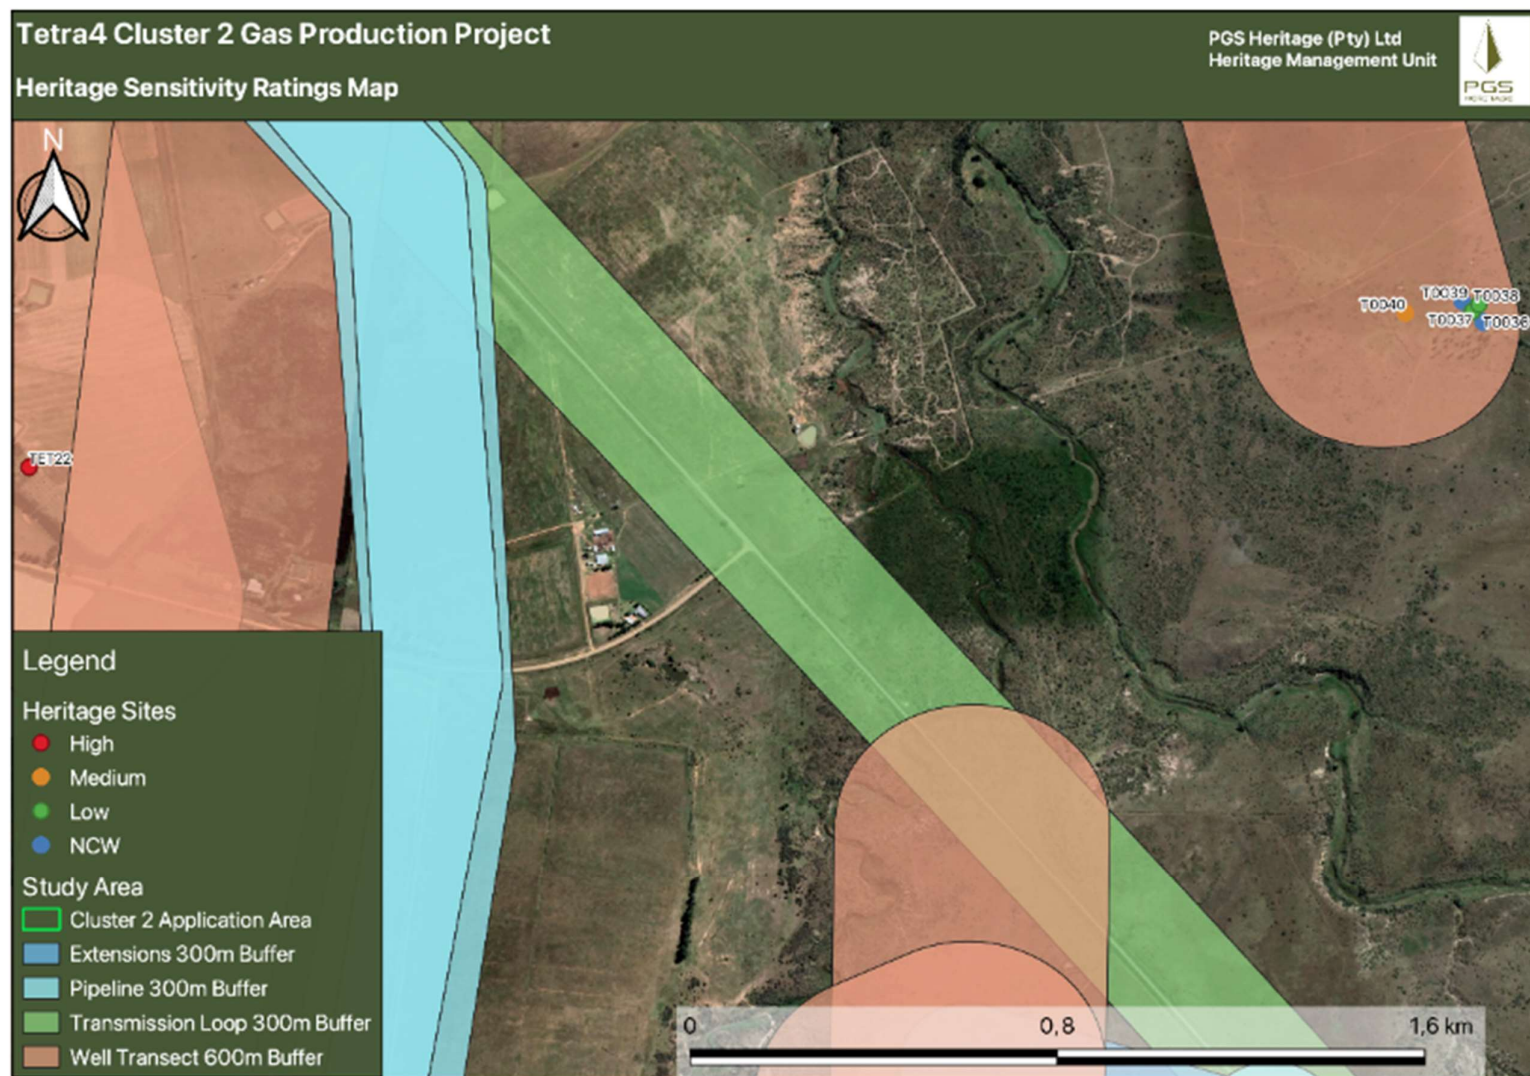 Tetra4 Cluster 2 Gas Production Project
Heritage Sensitivity Ratings Map
PGS Heritage (Pty) Ltd
Heritage Management Unit
PGS
N
T0040
T0039
T0038
T0037
T0036
TET22
Legend
Heritage Sites
High
Medium
Low
NCW
Study Area
Cluster 2 Application Area
Extensions 300m Buffer
Pipeline 300m Buffer
Transmission Loop 300m Buffer
Well Transect 600m Buffer
0 0,8 1,6 km